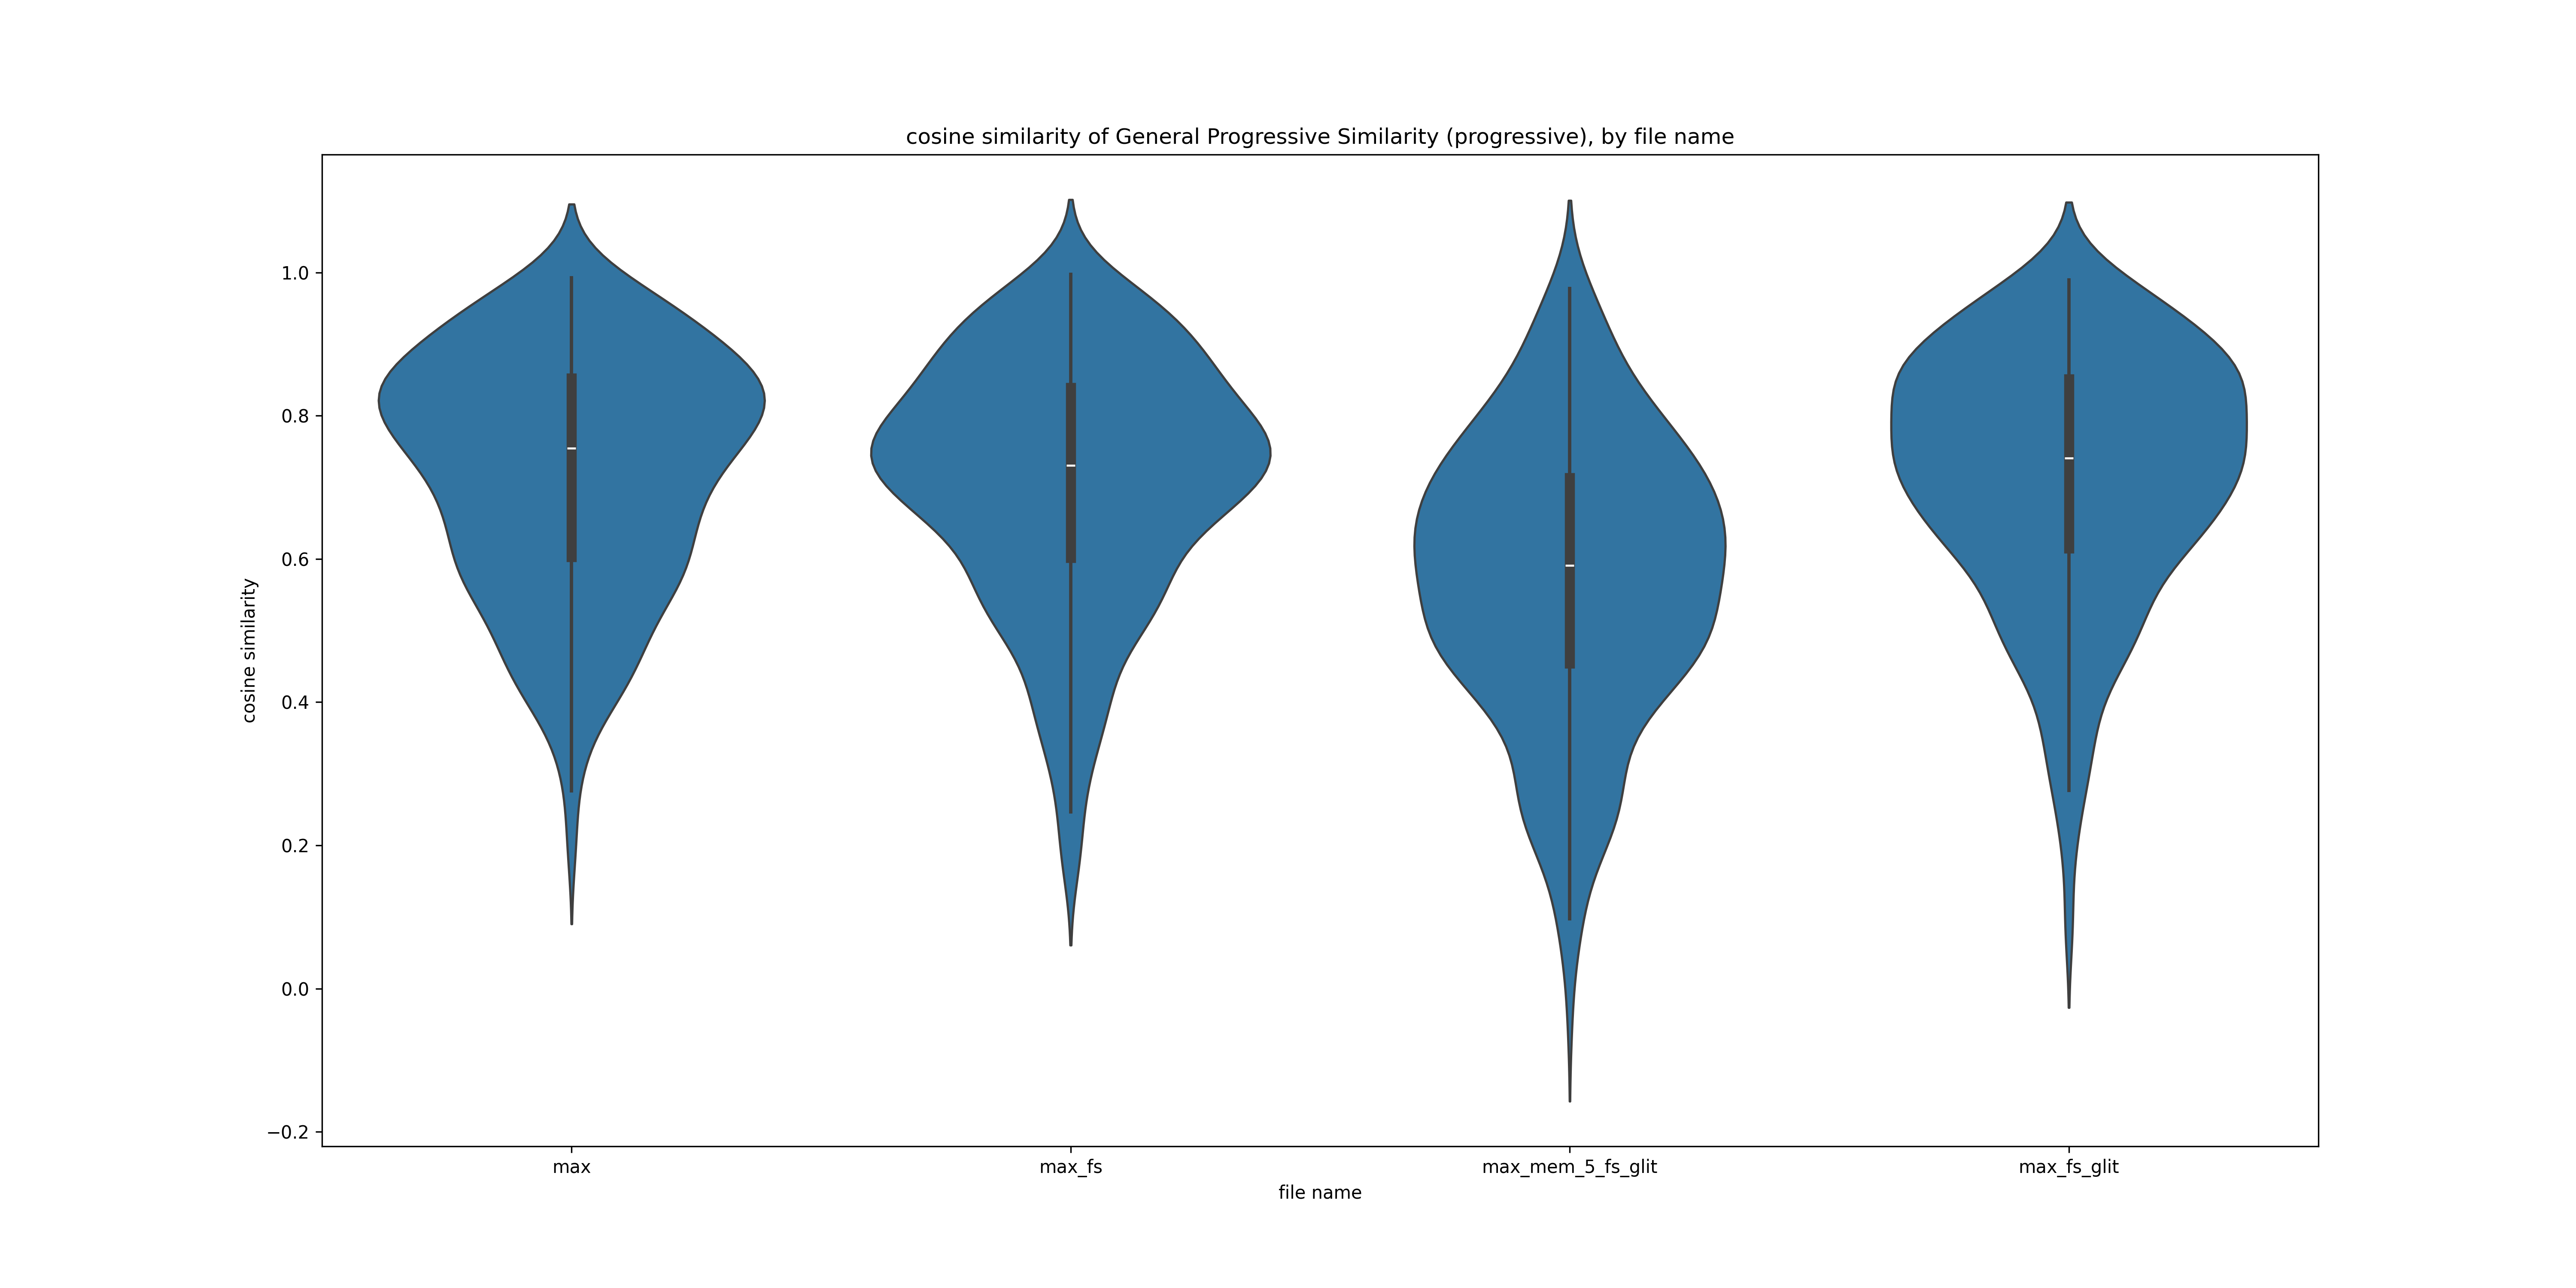 cosine similarity of General Progressive Similarity (progressive), by file name
cosine similarity
1.0
0.8
0.6
0.4
0.2
0.0
−0.2
max
max_fs
max_mem_5_fs_glit
max_fs_glit
file name